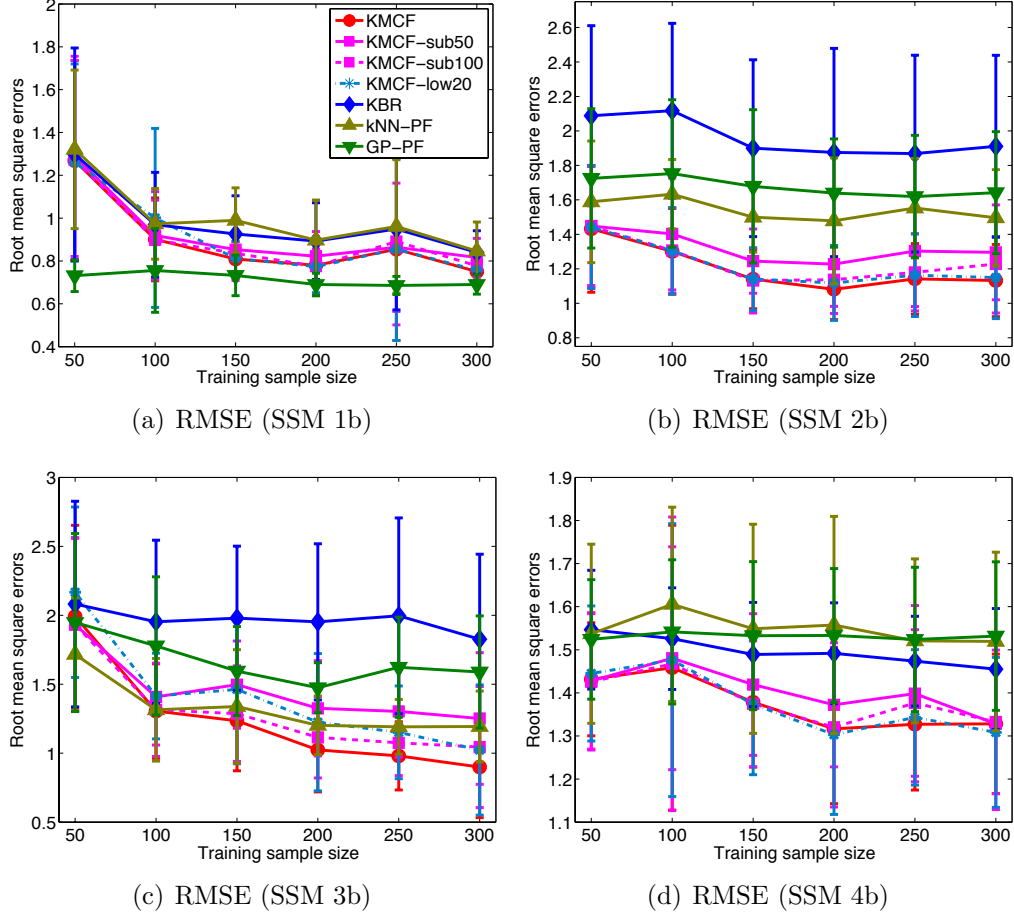 2
1.8
1.6
1.4
1.2
1
0.8
0.6
0.4
Root mean square errors
50 100 150 200 250 300
Training sample size
KMCF
KMCF-sub50
KMCF-sub100
KMCF-low20
KBR
kNN-PF
GP-PF
(a) RMSE (SSM 1b)
2.6
2.4
2.2
2
1.8
1.6
1.4
1.2
1
0.8
Root mean square errors
50 100 150 200 250 300
Training sample size
(b) RMSE (SSM 2b)
3
2.5
2
1.5
1
0.5
Root mean square errors
50 100 150 200 250 300
Training sample size
(c) RMSE (SSM 3b)
1.9
1.8
1.7
1.6
1.5
1.4
1.3
1.2
1.1
Root mean square errors
50 100 150 200 250 300
Training sample size
(d) RMSE (SSM 4b)